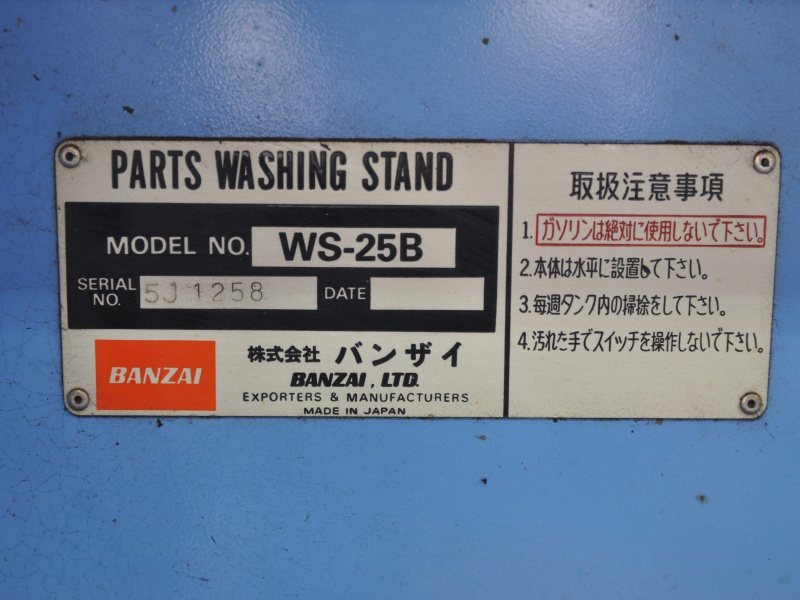 PARTS WASHING STAND
MODEL NO. WS-25B
SERIAL NO. 5J 1258 DATE
BANZAI
株式会社 バンザイ
BANZAI, LTD.
EXPORTERS & MANUFACTURERS
MADE IN JAPAN
取扱注意事項
1. ガソリンは絶対に使用しないで下さい。
2. 本体は水平に設置して下さい。
3. 毎週タンク内の掃除をして下さい。
4. 汚れた手でスイッチを操作しないで下さい。